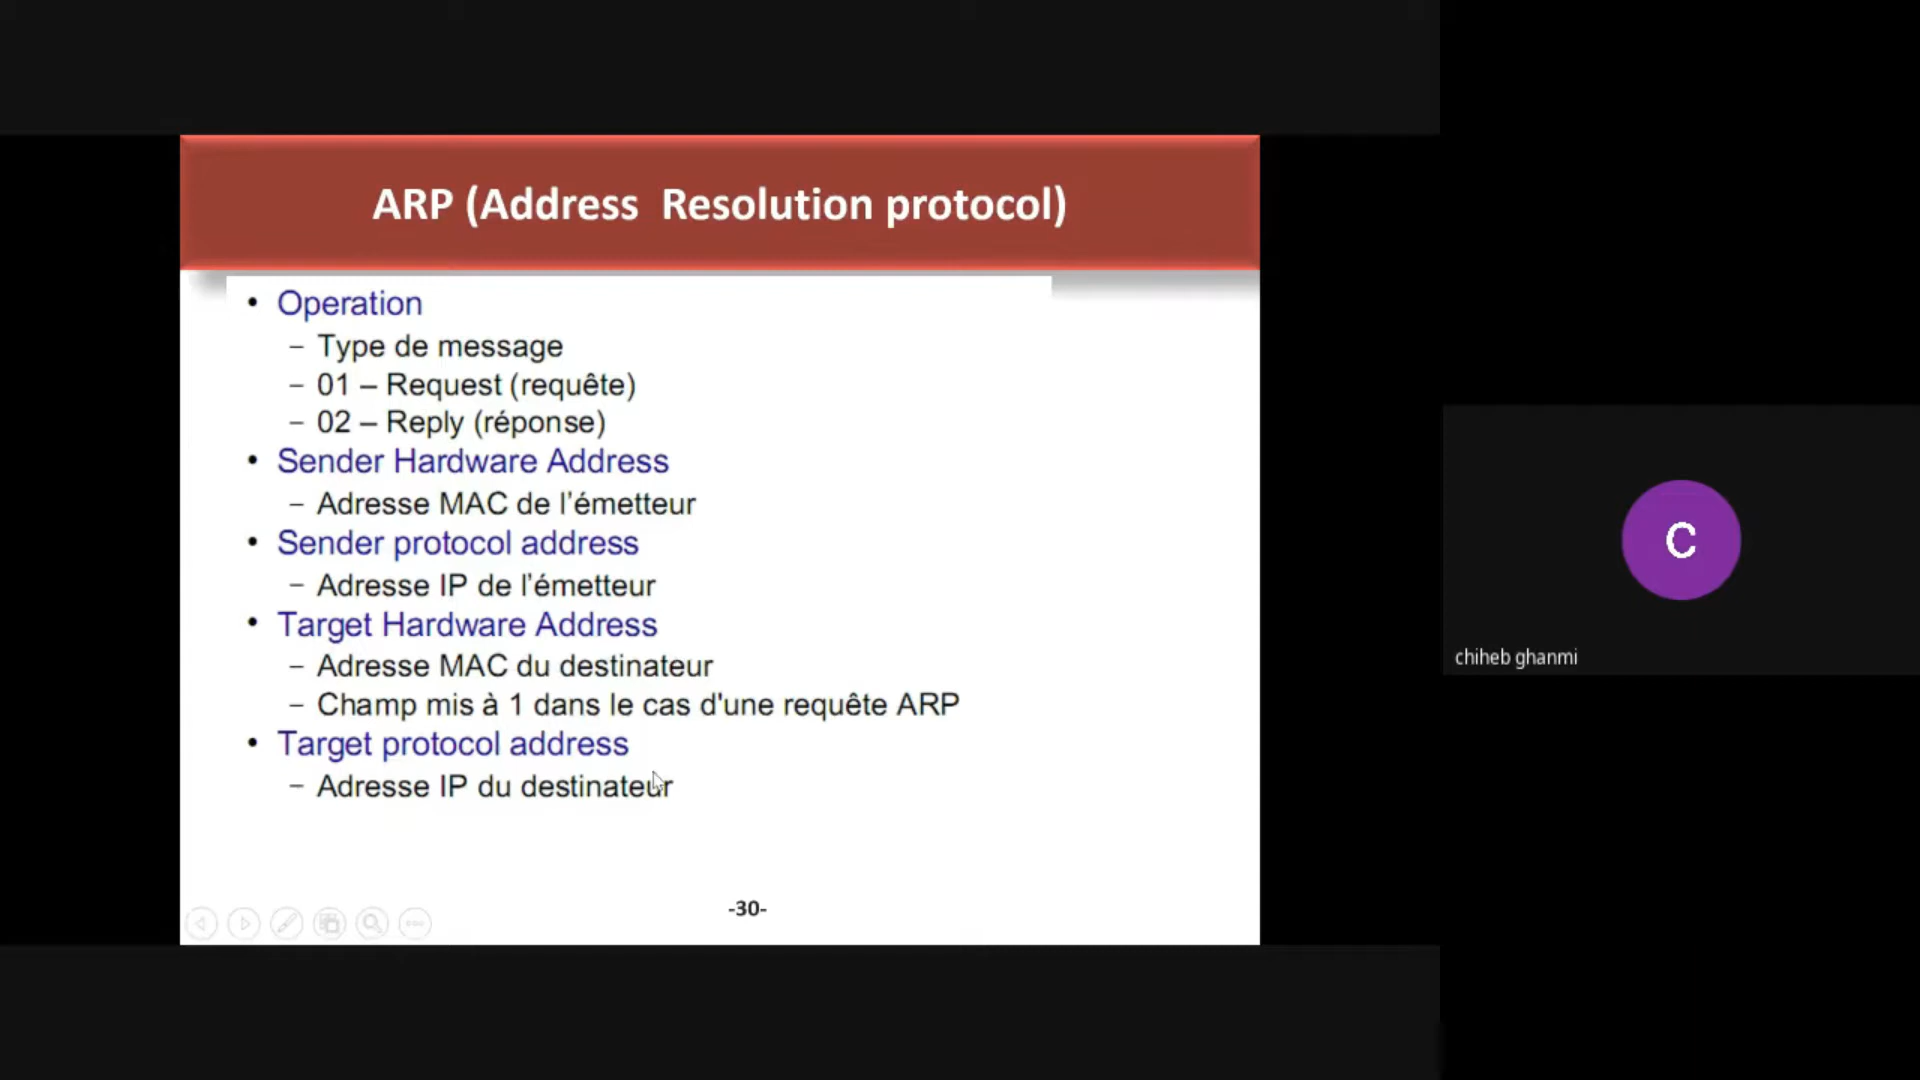 ARP (Address Resolution protocol)
• Operation
– Type de message
– 01 – Request (requête)
– 02 – Reply (réponse)
• Sender Hardware Address
– Adresse MAC de l'émetteur
• Sender protocol address
– Adresse IP de l'émetteur
• Target Hardware Address
– Adresse MAC du destinateur
– Champ mis à 1 dans le cas d'une requête ARP
• Target protocol address
– Adresse IP du destinateur
-30-
C
chiheb ghanmi